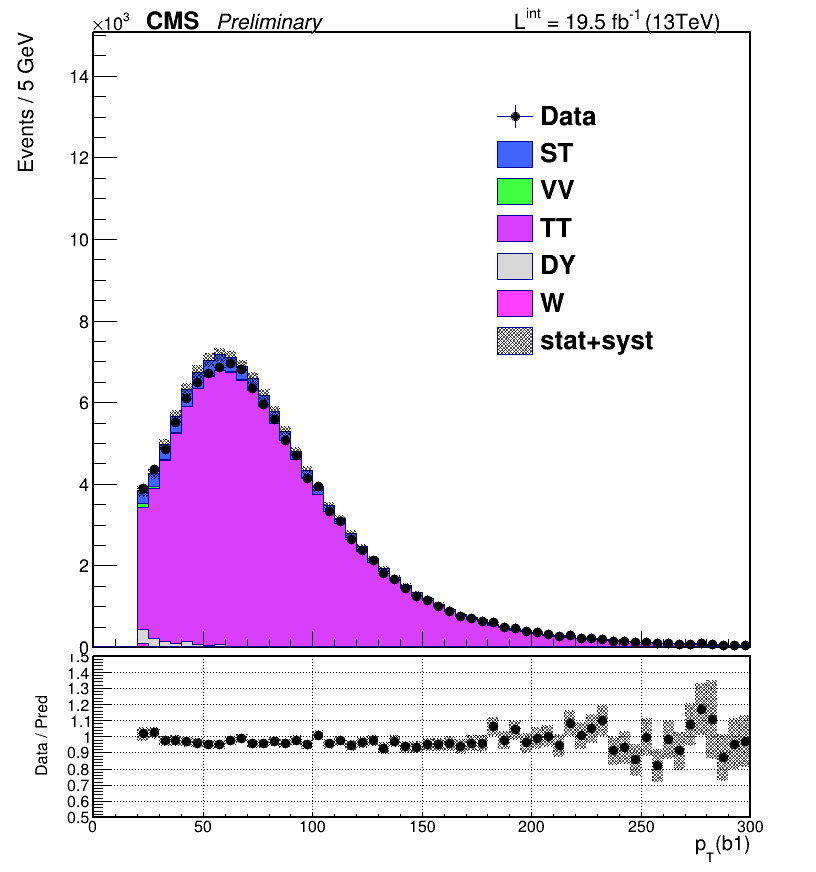 ×10³ CMS Preliminary L^int = 19.5 fb⁻¹ (13TeV)
Events / 5 GeV
14
12
10
8
6
4
2
0
Data
ST
VV
TT
DY
W
stat+syst
Data / Pred
1.5
1.4
1.3
1.2
1.1
1
0.9
0.8
0.7
0.6
0.5
0 50 100 150 200 250 300
p_T(b1)